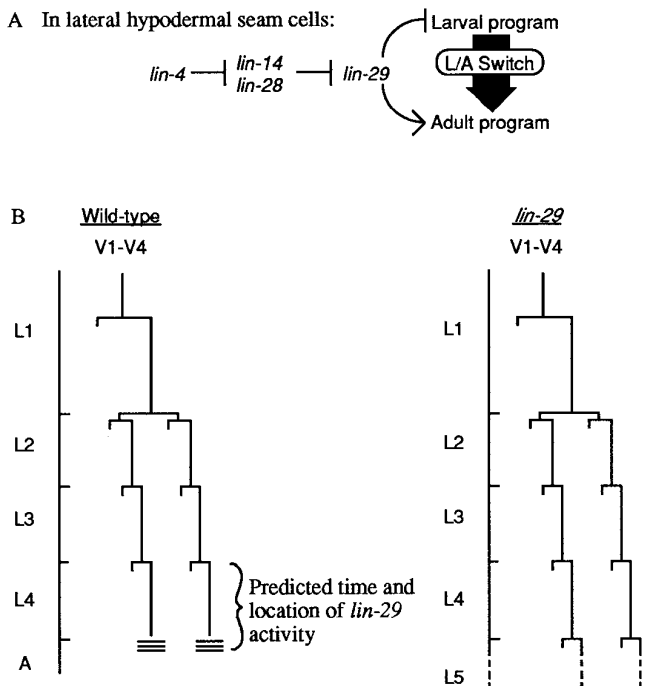 A In lateral hypodermal seam cells:
lin-4
lin-14
lin-28
lin-29
Larval program
L/A Switch
Adult program
B
Wild-type
V1-V4
L1
L2
L3
L4
A
Predicted time and
location of lin-29
activity
lin-29
V1-V4
L1
L2
L3
L4
L5